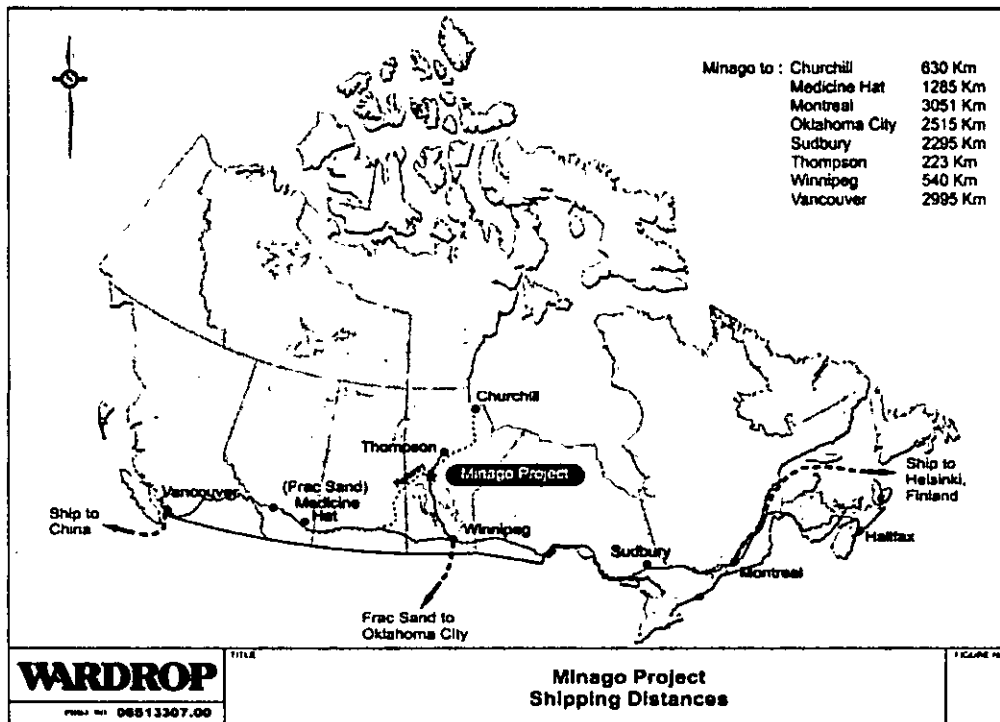 Minago to : Churchill 630 Km
Medicine Hat 1285 Km
Montreal 3051 Km
Oklahoma City 2515 Km
Sudbury 2295 Km
Thompson 223 Km
Winnipeg 540 Km
Vancouver 2995 Km
Churchill
Thompson
Minago Project
(Frac Sand)
Medicine
Hat
Vancouver
Ship to
China
Winnipeg
Ship to
Helsinki,
Finland
Halifax
Sudbury
Montreal
Frac Sand to
Oklahoma City
WARDROP
06513307.00
TITLE
Minago Project
Shipping Distances